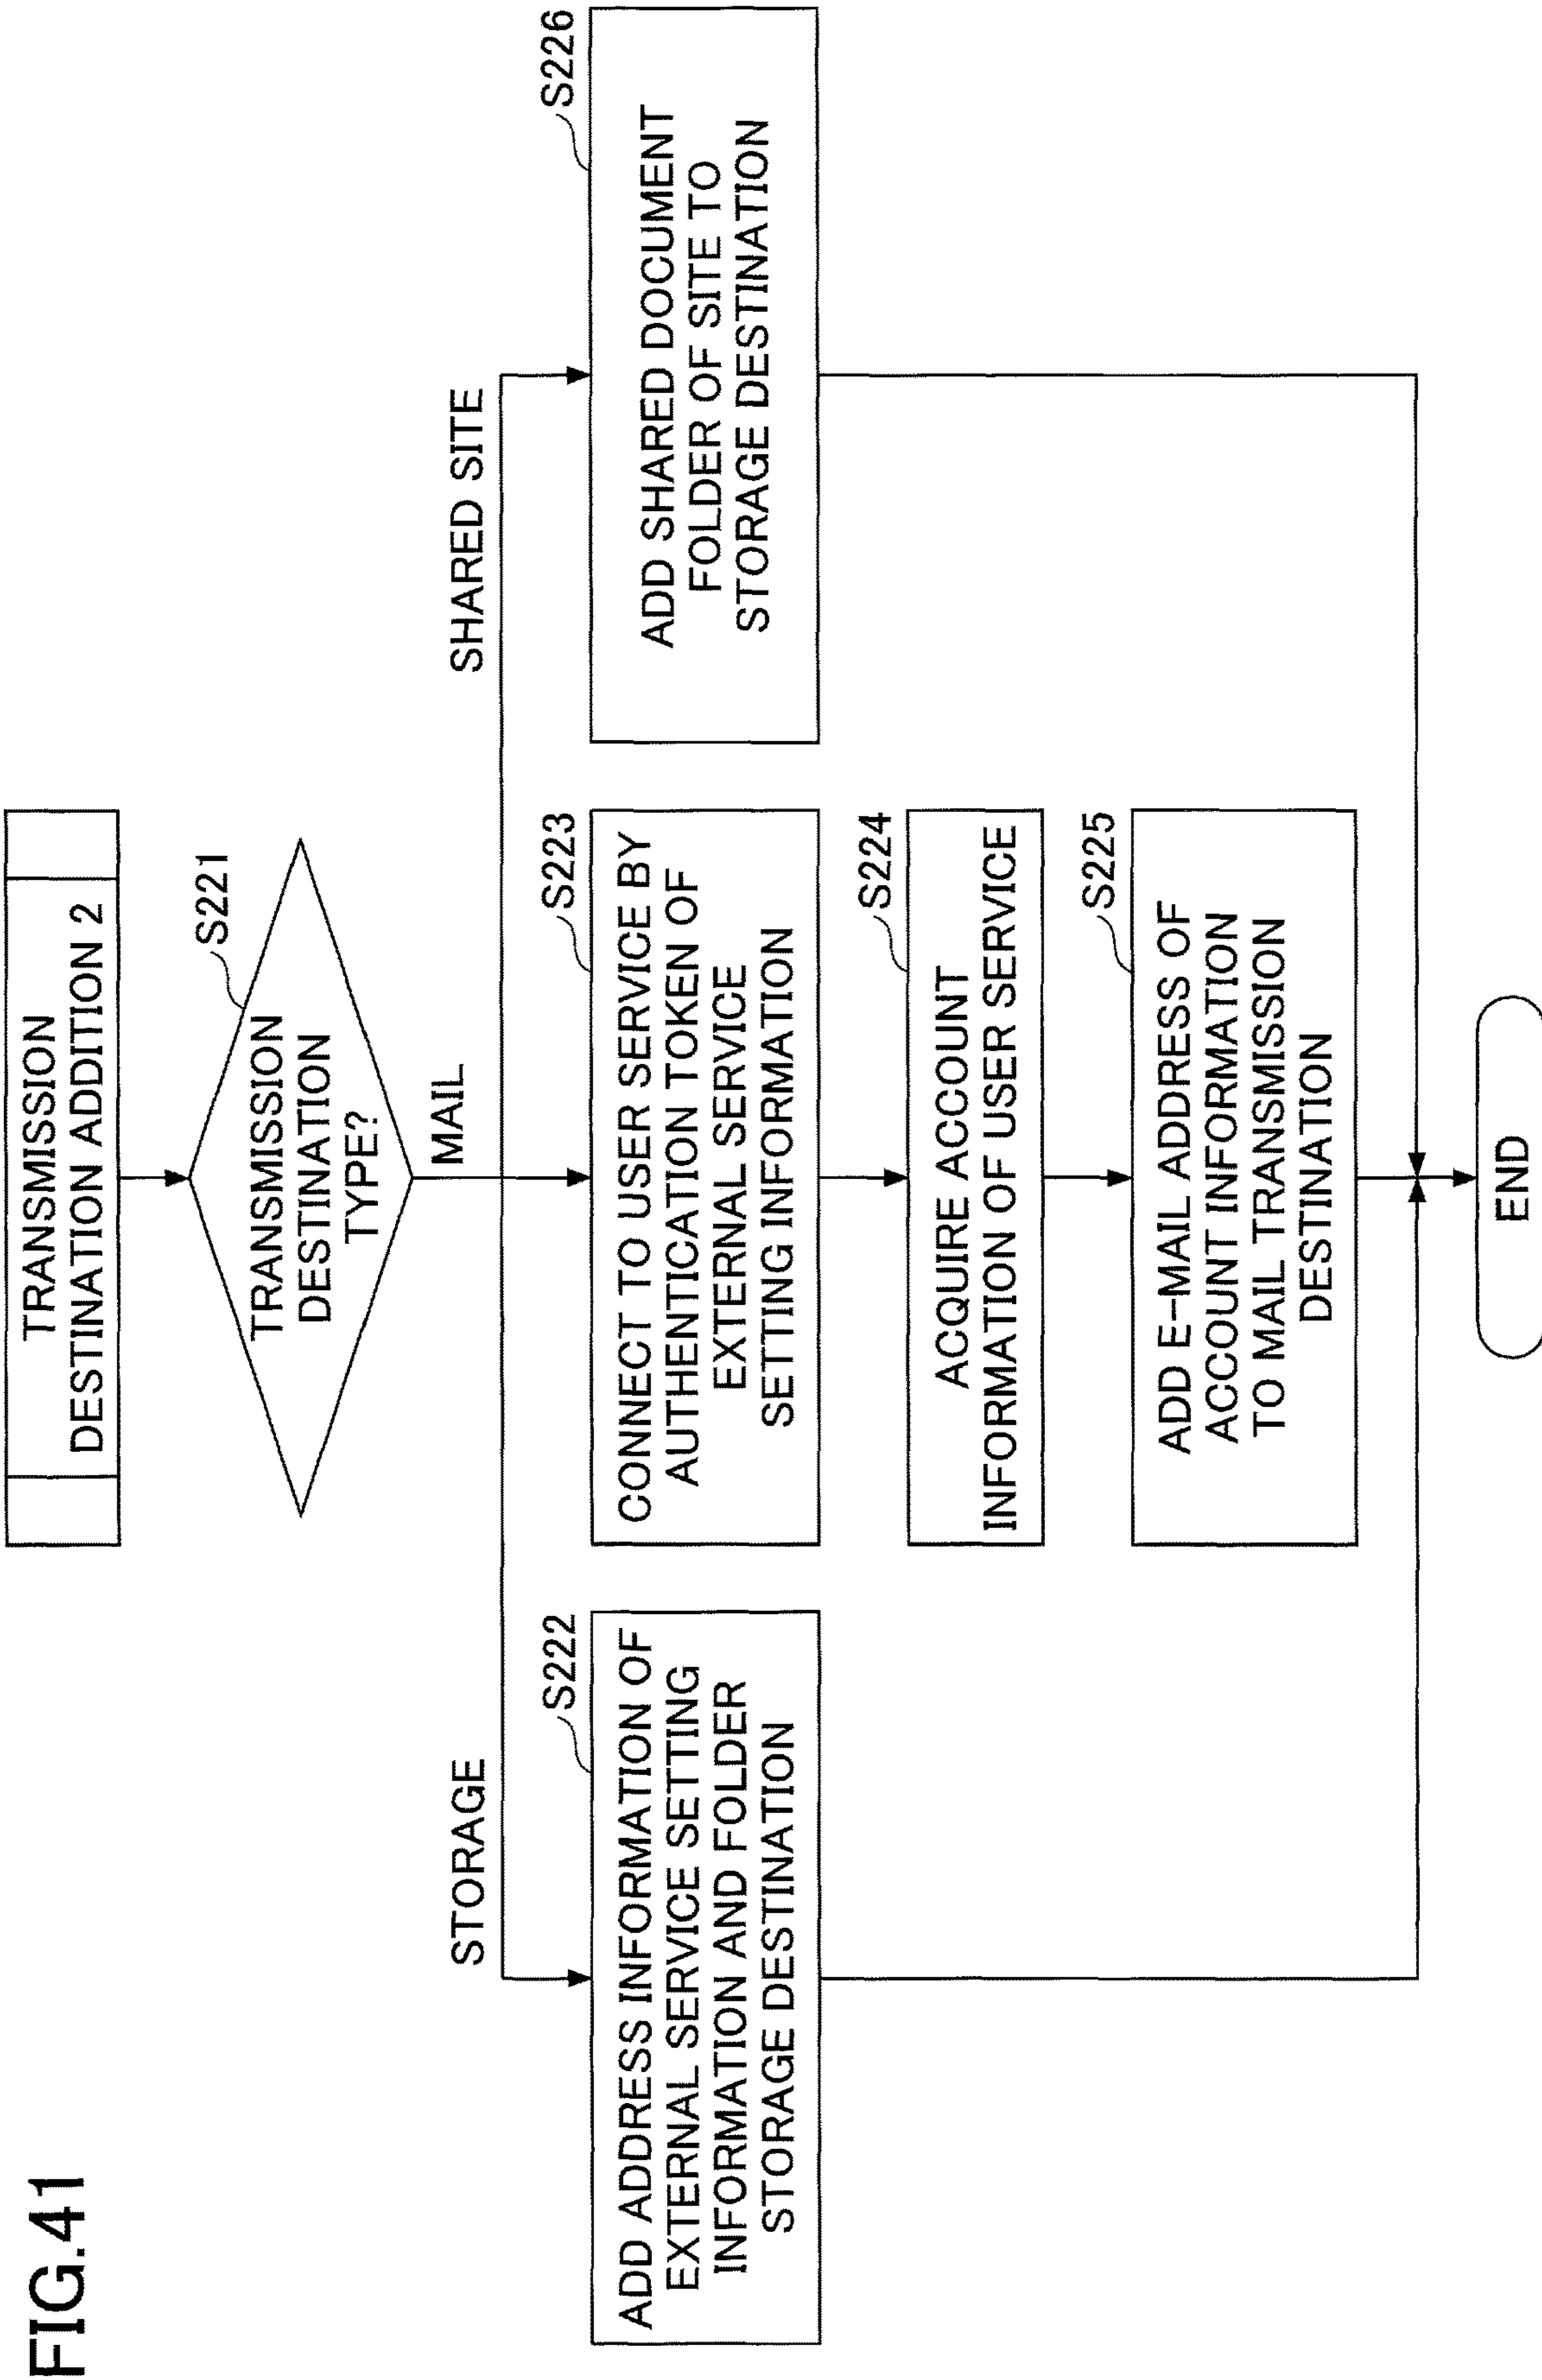 FIG.41
TRANSMISSION
DESTINATION ADDITION 2
S221
TRANSMISSION
DESTINATION
TYPE?
STORAGE
MAIL
SHARED SITE
S222
ADD ADDRESS INFORMATION OF
EXTERNAL SERVICE SETTING
INFORMATION AND FOLDER
STORAGE DESTINATION
S223
CONNECT TO USER SERVICE BY
AUTHENTICATION TOKEN OF
EXTERNAL SERVICE
SETTING INFORMATION
S224
ACQUIRE ACCOUNT
INFORMATION OF USER SERVICE
S225
ADD E-MAIL ADDRESS OF
ACCOUNT INFORMATION
TO MAIL TRANSMISSION
DESTINATION
S226
ADD SHARED DOCUMENT
FOLDER OF SITE TO
STORAGE DESTINATION
END